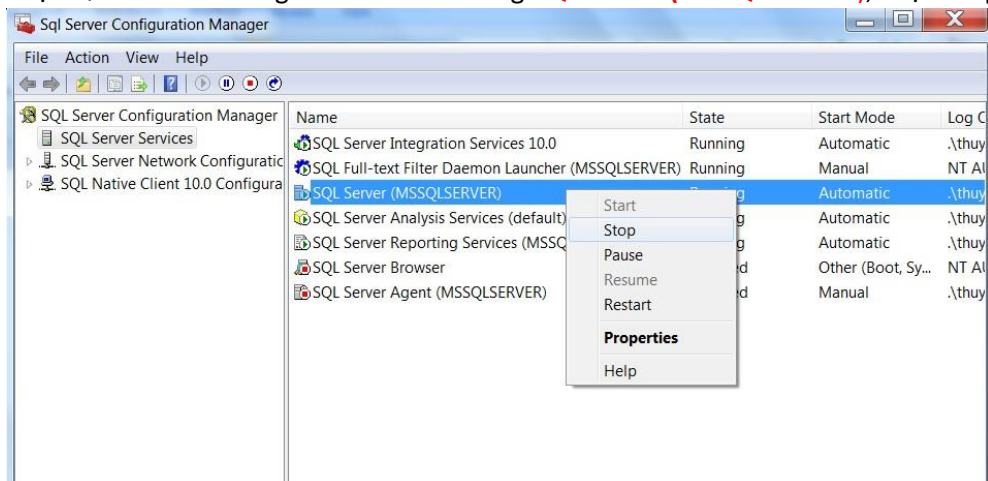 Sql Server Configuration Manager
File Action View Help
SQL Server Configuration Manager
SQL Server Services
SQL Server Network Configuratic
SQL Native Client 10.0 Configura
Name State Start Mode Log C
SQL Server Integration Services 10.0 Running Automatic .\thuy
SQL Full-text Filter Daemon Launcher (MSSQLSERVER) Running Manual NT AU
SQL Server (MSSQLSERVER) Automatic .\thuy
SQL Server Analysis Services (default) g Automatic .\thuy
SQL Server Reporting Services (MSSQ g Automatic .\thuy
SQL Server Browser ed Other (Boot, Sy... NT AU
SQL Server Agent (MSSQLSERVER) ed Manual .\thuy
Start
Stop
Pause
Resume
Restart
Properties
Help